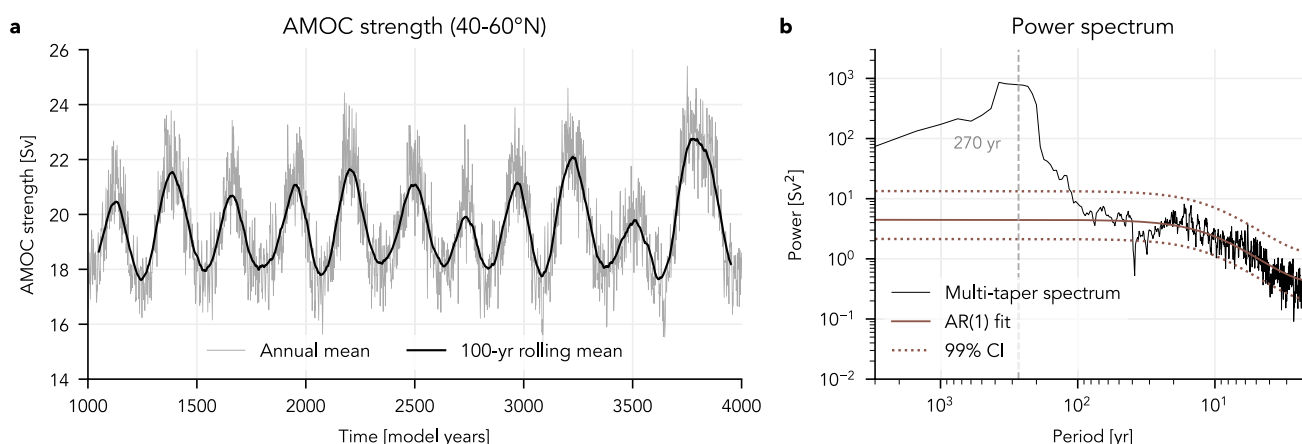 a
AMOC strength (40-60°N)
AMOC strength [Sv]
26
24
22
20
18
16
14
Annual mean
100-yr rolling mean
1000
1500
2000
2500
3000
3500
4000
Time [model years]
b
Power spectrum
Power [Sv²]
10³
10²
10¹
10⁰
10⁻¹
10⁻²
270 yr
Multi-taper spectrum
AR(1) fit
99% CI
10³
10²
10¹
Period [yr]